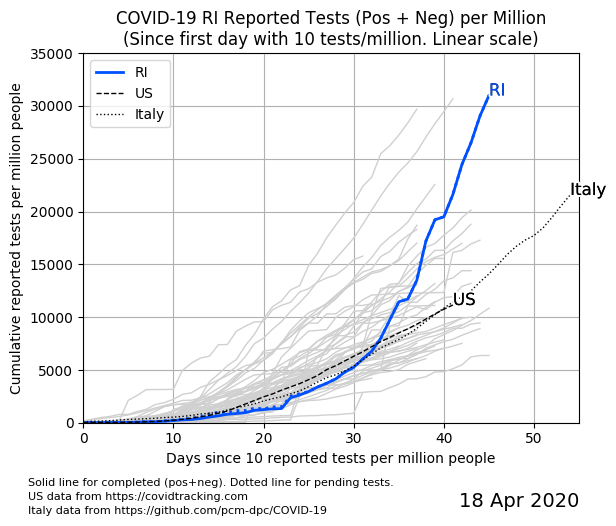 COVID-19 RI Reported Tests (Pos + Neg) per Million
(Since first day with 10 tests/million. Linear scale)
Cumulative reported tests per million people
35000
30000
25000
20000
15000
10000
5000
0
RI
US
Italy
RI
Italy
US
0 10 20 30 40 50
Days since 10 reported tests per million people
Solid line for completed (pos+neg). Dotted line for pending tests.
US data from https://covidtracking.com
Italy data from https://github.com/pcm-dpc/COVID-19
18 Apr 2020